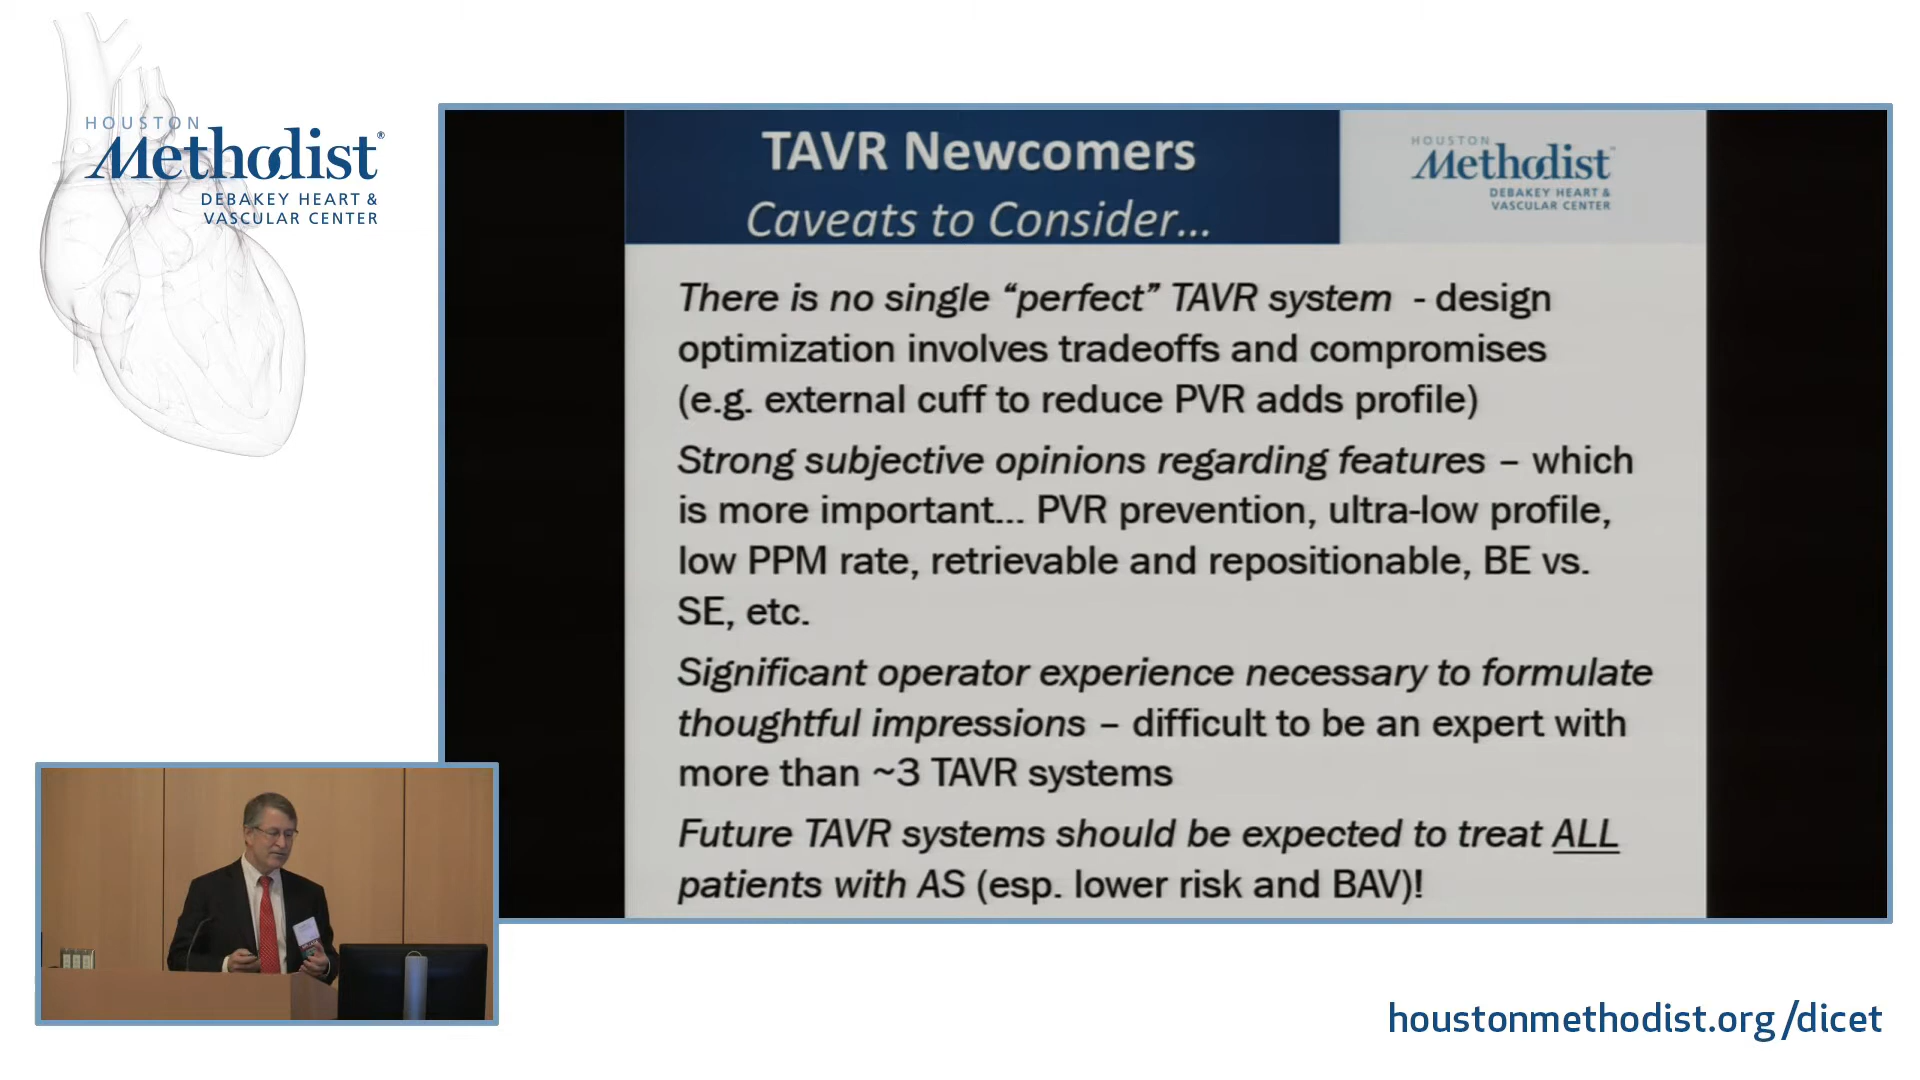 HOUSTON
Methodist®
DEBAKEY HEART &
VASCULAR CENTER
TAVR Newcomers
Caveats to Consider...
HOUSTON
Methodist
DEBAKEY HEART &
VASCULAR CENTER
There is no single “perfect” TAVR system - design
optimization involves tradeoffs and compromises
(e.g. external cuff to reduce PVR adds profile)
Strong subjective opinions regarding features – which
is more important... PVR prevention, ultra-low profile,
low PPM rate, retrievable and repositionable, BE vs.
SE, etc.
Significant operator experience necessary to formulate
thoughtful impressions – difficult to be an expert with
more than ~3 TAVR systems
Future TAVR systems should be expected to treat ALL
patients with AS (esp. lower risk and BAV)!
houstonmethodist.org/dicet